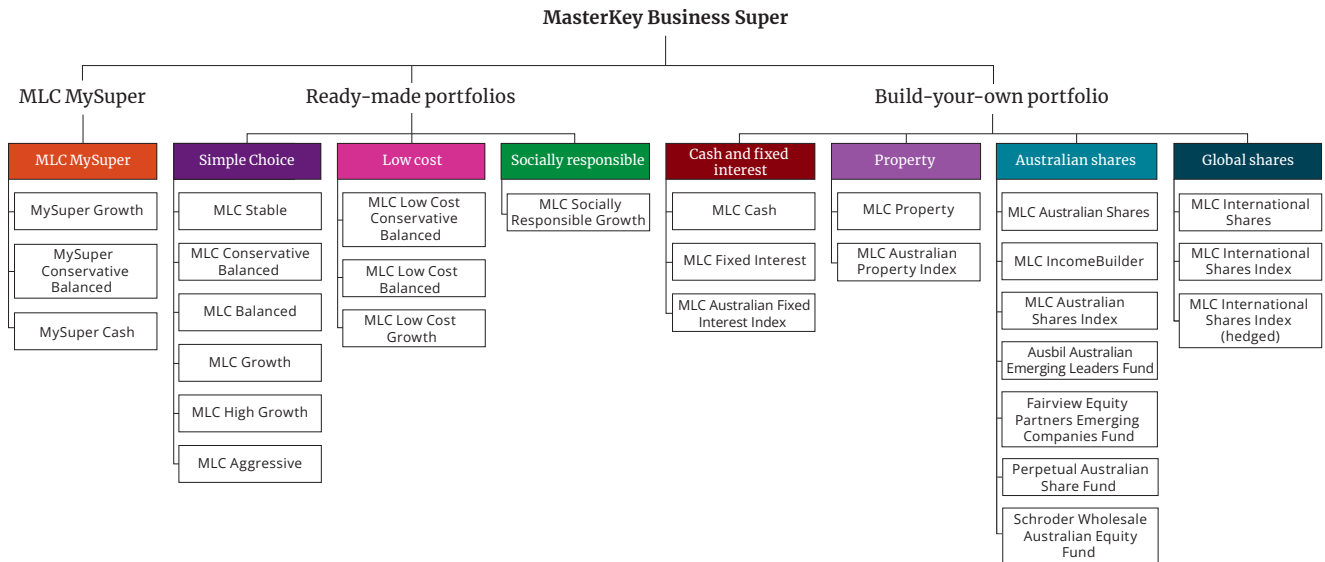 MasterKey Business Super
MLC MySuper
Ready-made portfolios
Build-your-own portfolio
MLC MySuper
MySuper Growth
MySuper
Conservative
Balanced
MySuper Cash
Simple Choice
MLC Stable
MLC Conservative
Balanced
MLC Balanced
MLC Growth
MLC High Growth
MLC Aggressive
Low cost
MLC Low Cost
Conservative
Balanced
MLC Low Cost
Balanced
MLC Low Cost
Growth
Socially responsible
MLC Socially
Responsible Growth
Cash and fixed
interest
MLC Cash
MLC Fixed Interest
MLC Australian Fixed
Interest Index
Property
MLC Property
MLC Australian
Property Index
Australian shares
MLC Australian Shares
MLC IncomeBuilder
MLC Australian
Shares Index
Ausbil Australian
Emerging Leaders Fund
Fairview Equity
Partners Emerging
Companies Fund
Perpetual Australian
Share Fund
Schroder Wholesale
Australian Equity
Fund
Global shares
MLC International
Shares
MLC International
Shares Index
MLC International
Shares Index
(hedged)